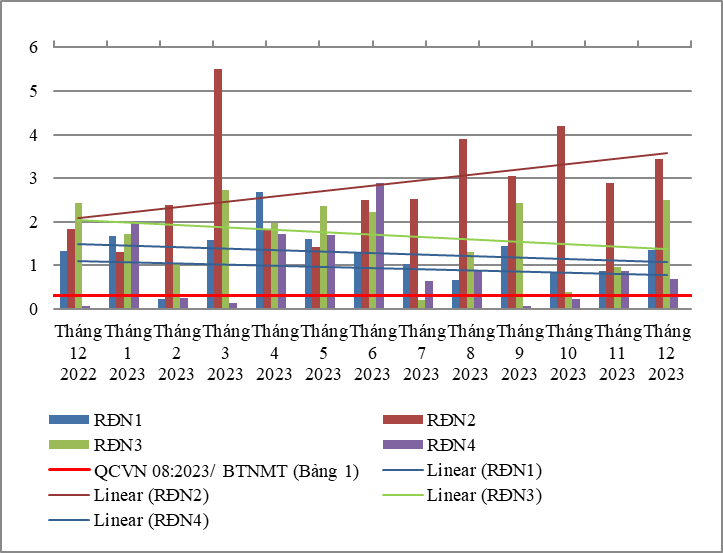 6
5
4
3
2
1
0
Tháng 12 2022
Tháng 1 2023
Tháng 2 2023
Tháng 3 2023
Tháng 4 2023
Tháng 5 2023
Tháng 6 2023
Tháng 7 2023
Tháng 8 2023
Tháng 9 2023
Tháng 10 2023
Tháng 11 2023
Tháng 12 2023
RĐN1
RĐN2
RĐN3
RĐN4
QCVN 08:2023/ BTNMT (Bảng 1)
Linear (RĐN1)
Linear (RĐN2)
Linear (RĐN3)
Linear (RĐN4)